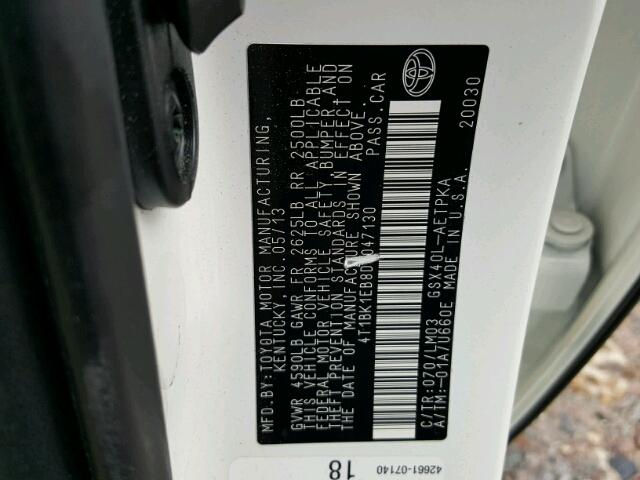 MFD.BY:TOYOTA MOTOR MANUFACTURING,
KENTUCKY, INC 05/13
GVWR 4590LB GAWR FR 2675LB RR 2500LB
THIS VEHICLE CONFORMS TO ALL APPLICABLE
FEDERAL MOTOR VEHICLE SAFETY, BUMPER, AND
THEFT PREVENTION STANDARDS IN EFFECT ON
THE DATE OF MANUFACTURE SHOWN ABOVE.
PASS.CAR
C/TR:070/LM03 GSX40L-AETPKA
A/TM:-01A/U660E MADE IN U.S.A.
20030
42661-07140
18